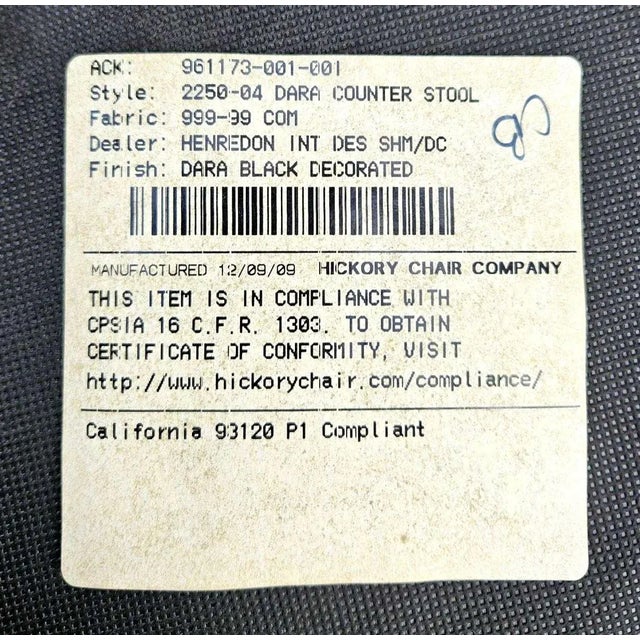 ACK: 961173-001-001
Style: 2250-04 DARA COUNTER STOOL
Fabric: 999-99 COM
Dealer: HENREDON INT DES SHM/DC
Finish: DARA BLACK DECORATED
MANUFACTURED 12/09/09 HICKORY CHAIR COMPANY
THIS ITEM IS IN COMPLIANCE WITH
CPSIA 16 C.F.R. 1303. TO OBTAIN
CERTIFICATE OF CONFORMITY, VISIT
http://www.hickorychair.com/compliance/
California 93120 P1 Compliant